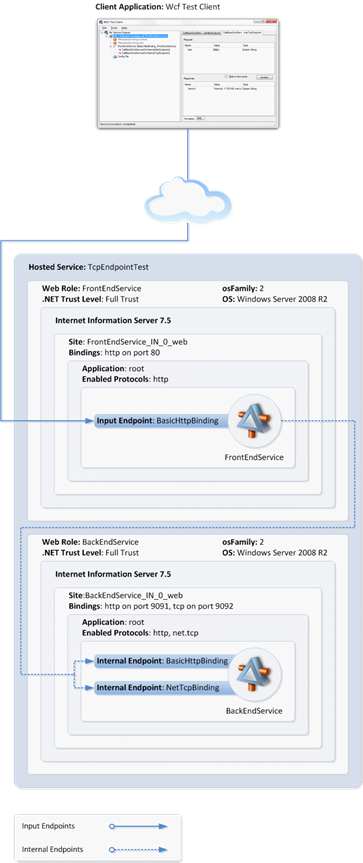 Client Application: Wcf Test Client
Hosted Service: TcpEndpointTest
Web Role: FrontEndService osFamily: 2
.NET Trust Level: Full Trust OS: Windows Server 2008 R2
Internet Information Server 7.5
Site: FrontEndService_IN_0_web
Bindings: http on port 80
Application: root
Enabled Protocols: http
Input Endpoint: BasicHttpBinding
FrontEndService
Web Role: BackEndService osFamily: 2
.NET Trust Level: Full Trust OS: Windows Server 2008 R2
Internet Information Server 7.5
Site:BackEndService_IN_0_web
Bindings: http on port 9091, tcp on port 9092
Application: root
Enabled Protocols: http, net.tcp
Internal Endpoint: BasicHttpBinding
Internal Endpoint: NetTcpBinding
BackEndService
Input Endpoints
Internal Endpoints